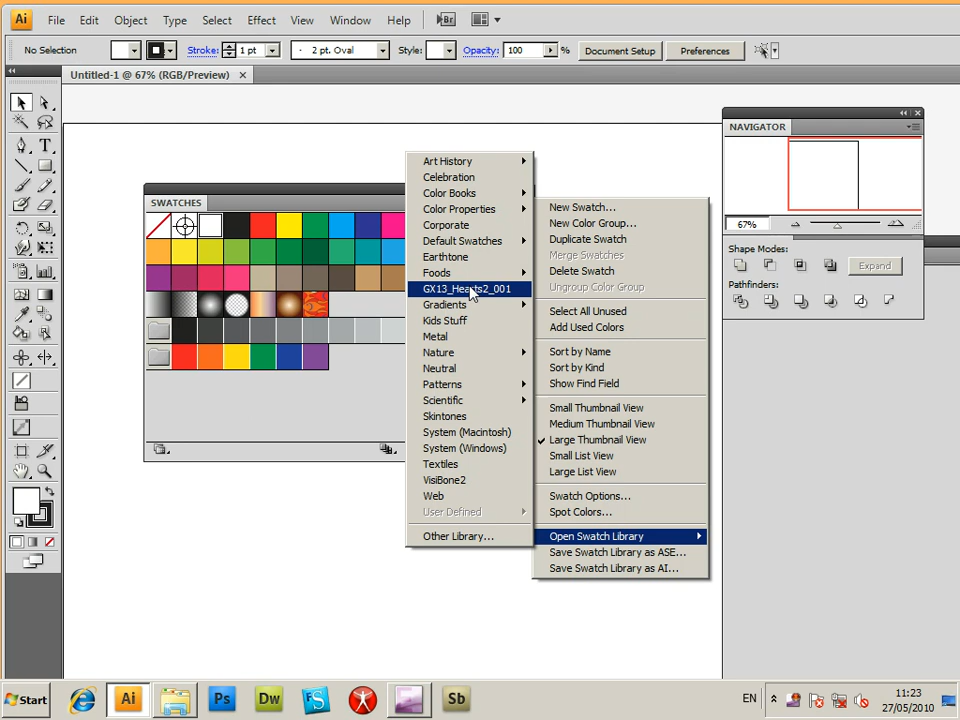 Ai File Edit Object Type Select Effect View Window Help Br
No Selection Stroke: 1 pt 2 pt. Oval Style: Opacity: 100 % Document Setup Preferences
Untitled-1 @ 67% (RGB/Preview)
NAVIGATOR
67%
Shape Modes:
Expand
Pathfinders:
SWATCHES
Art History
Celebration
Color Books
Color Properties
Corporate
Default Swatches
Earthtone
Foods
GX13_Hearts2_001
Gradients
Kids Stuff
Metal
Nature
Neutral
Patterns
Scientific
Skintones
System (Macintosh)
System (Windows)
Textiles
VisiBone2
Web
User Defined
Other Library...
New Swatch...
New Color Group...
Duplicate Swatch
Merge Swatches
Delete Swatch
Ungroup Color Group
Select All Unused
Add Used Colors
Sort by Name
Sort by Kind
Show Find Field
Small Thumbnail View
Medium Thumbnail View
Large Thumbnail View
Small List View
Large List View
Swatch Options...
Spot Colors...
Open Swatch Library
Save Swatch Library as ASE...
Save Swatch Library as AI...
Start Ai Ps Dw Sb EN 11:23
27/05/2010